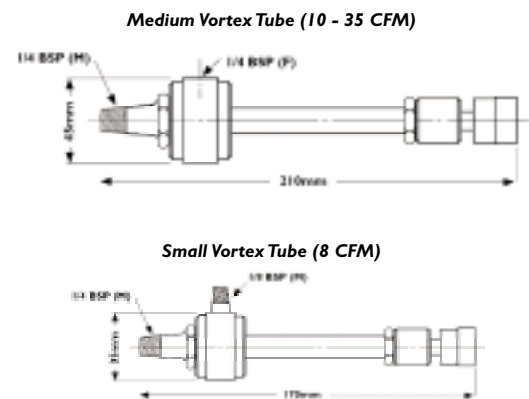 Medium Vortex Tube (10 - 35 CFM)
1/4 BSP (M)
1/4 BSP (F)
45mm
210mm
Small Vortex Tube (8 CFM)
1/8 BSP (M)
1/4 BSP (M)
170mm